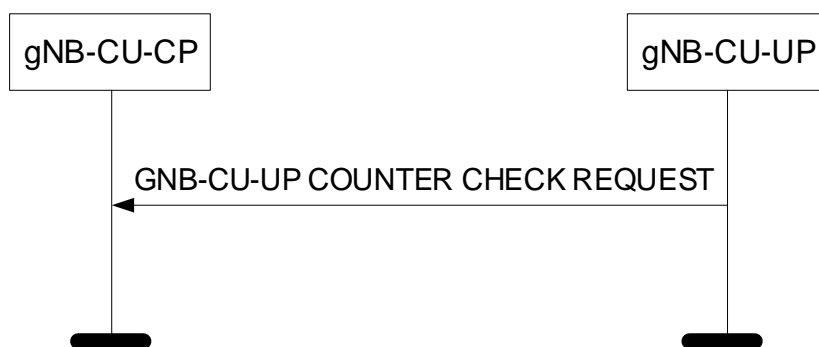 gNB-CU-CP
gNB-CU-UP
GNB-CU-UP COUNTER CHECK REQUEST